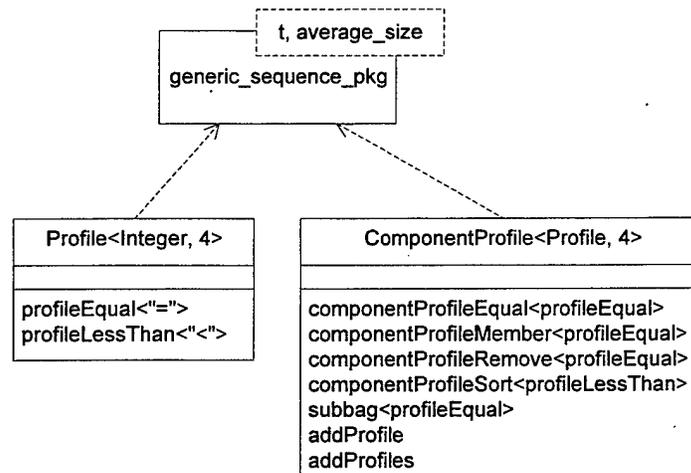 t, average_size
generic_sequence_pkg
Profile<Integer, 4>
profileEqual<"=">
profileLessThan<"<">
ComponentProfile<Profile, 4>
componentProfileEqual<profileEqual>
componentProfileMember<profileEqual>
componentProfileRemove<profileEqual>
componentProfileSort<profileLessThan>
subbag<profileEqual>
addProfile
addProfiles